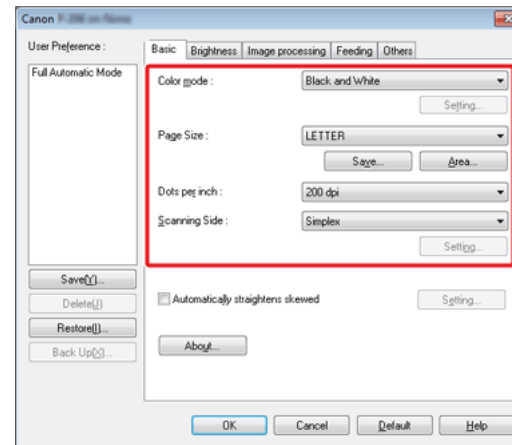 Canon
User Preference :
Full Automatic Mode
Save(Y)...
Delete(J)
Restore(I)...
Back Up(X)...
Basic Brightness Image processing Feeding Others
Color mode : Black and White
Setting...
Page Size : LETTER
Save... Area...
Dots per inch : 200 dpi
Scanning Side : Simplex
Setting...
Automatically straightens skewed Setting...
About...
OK Cancel Default Help